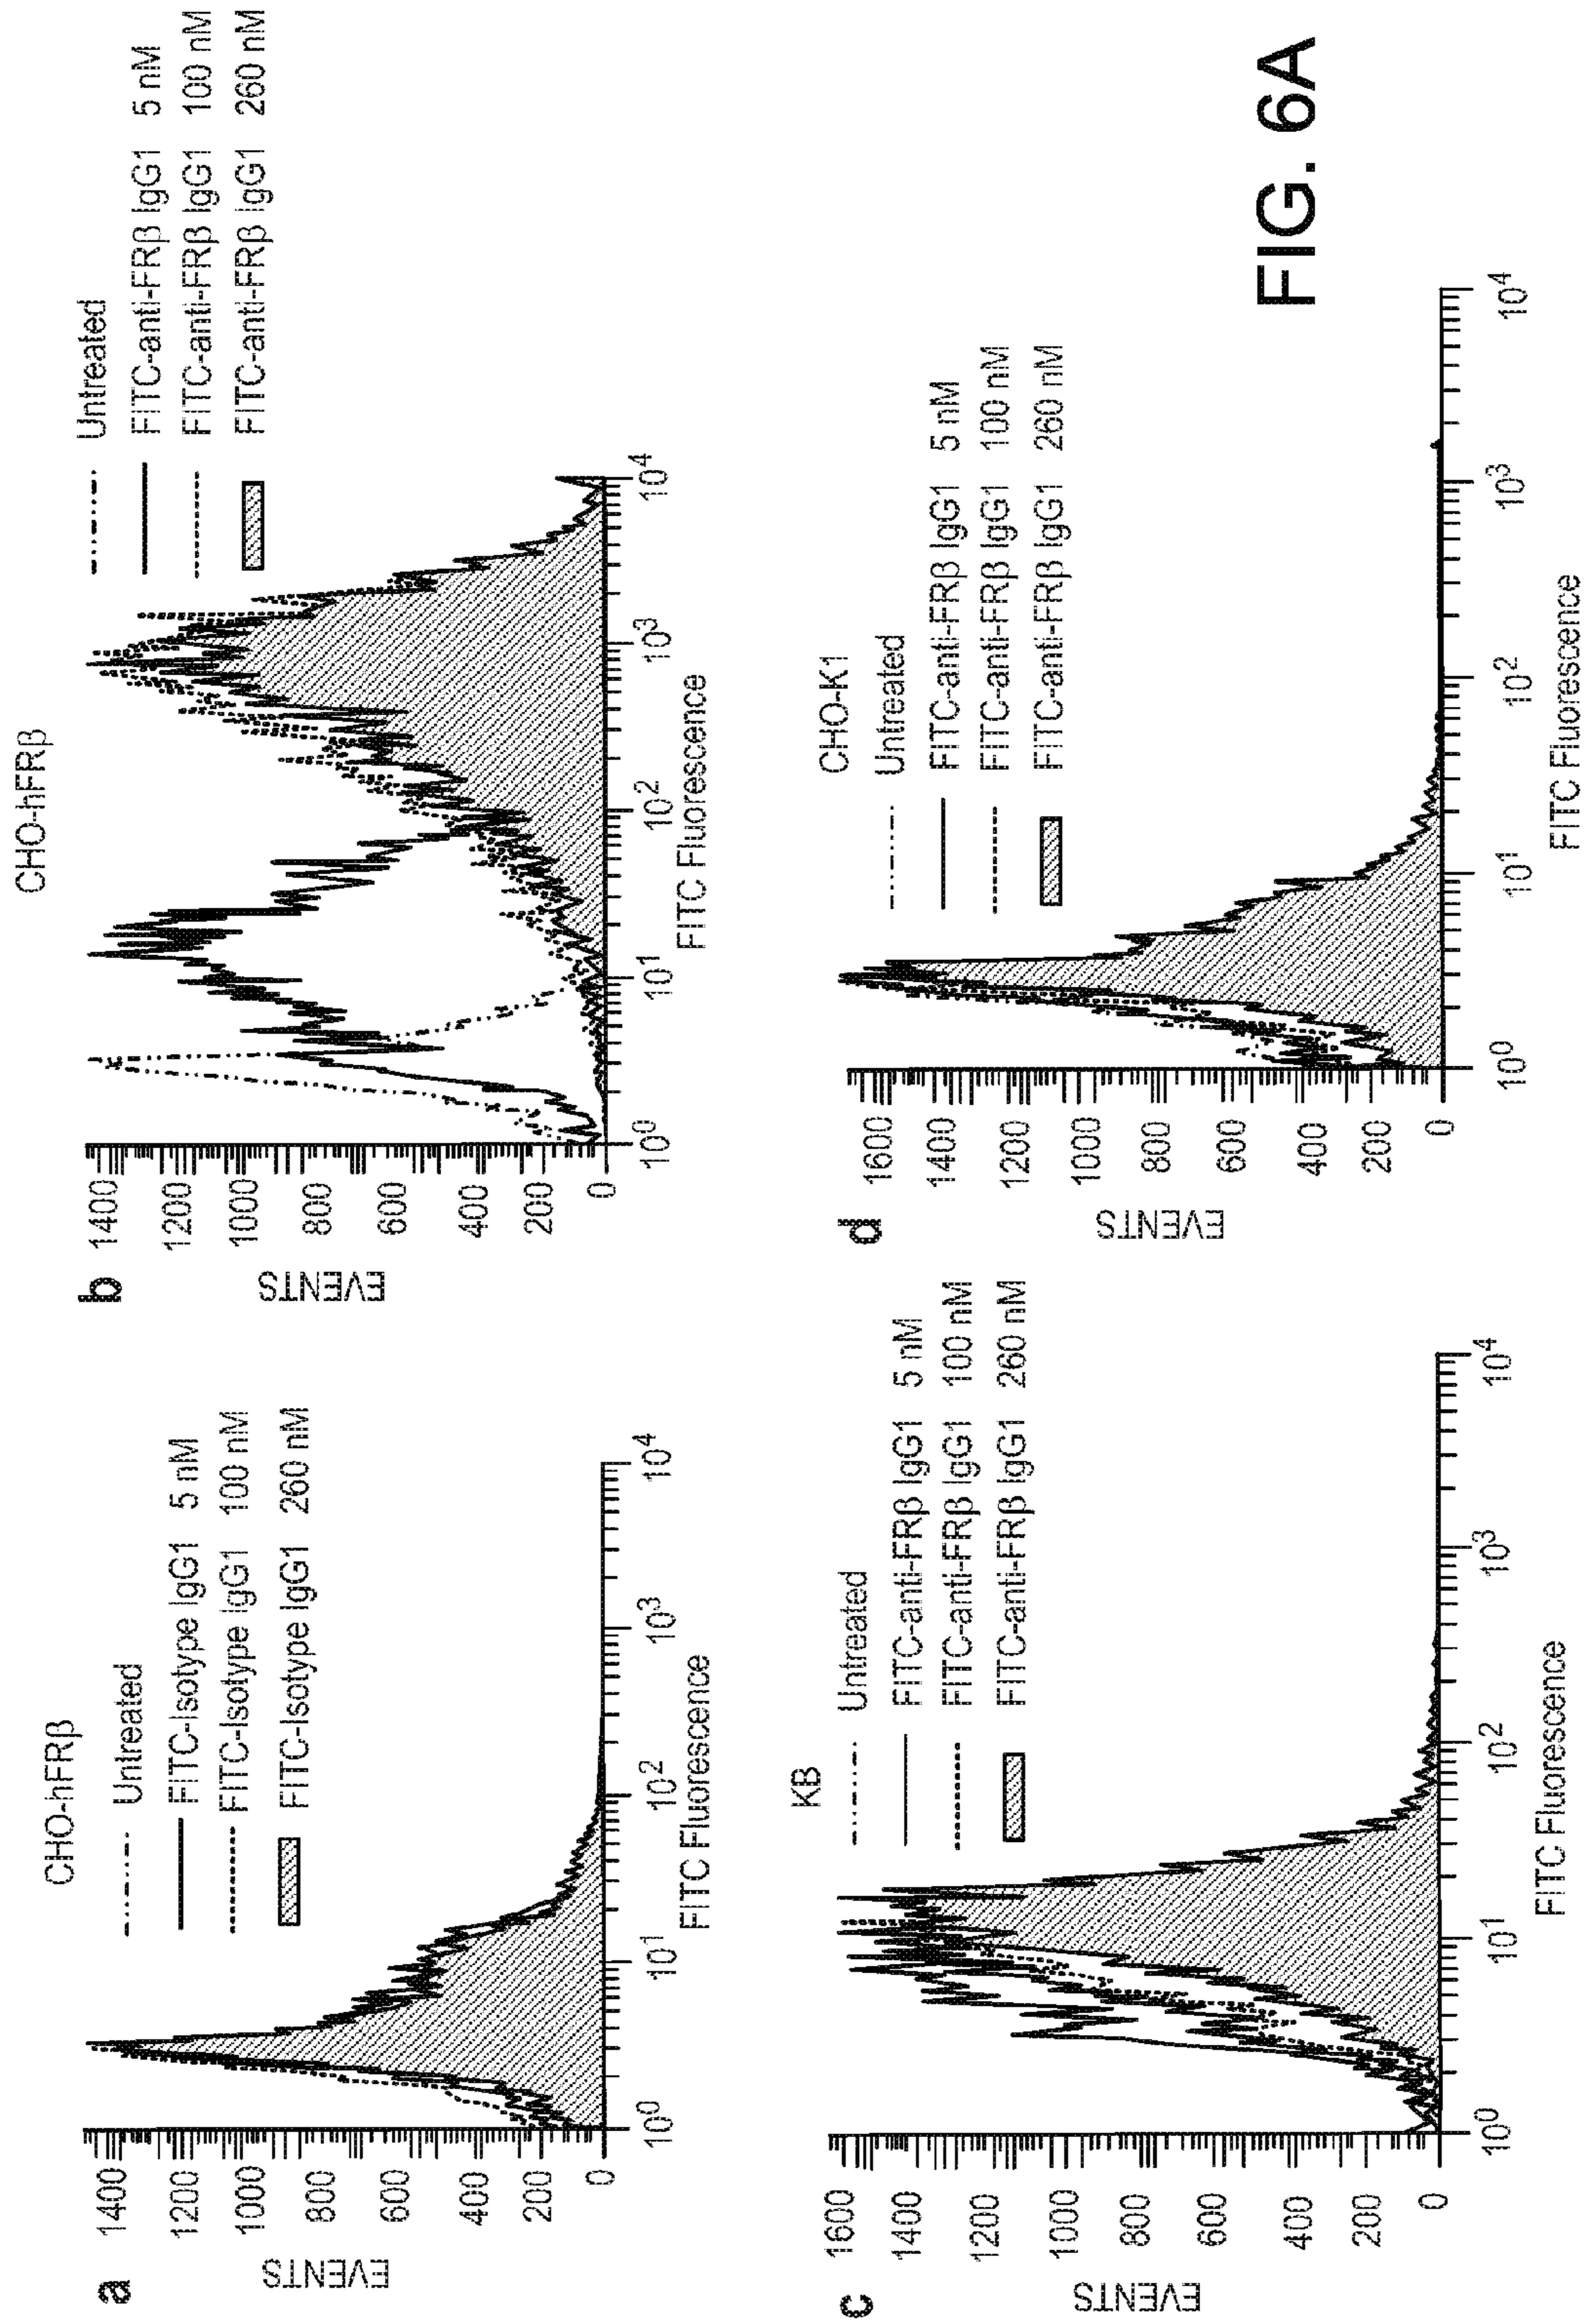 CHO-hFRβ
a
Untreated
FITC-Isotype IgG1 5 nM
FITC-Isotype IgG1 100 nM
FITC-Isotype IgG1 260 nM
EVENTS
1400
1200
1000
800
600
400
200
0
10⁰ 10¹ 10² 10³ 10⁴
FITC Fluorescence
CHO-hFRβ
b
Untreated
FITC-anti-FRβ IgG1 5 nM
FITC-anti-FRβ IgG1 100 nM
FITC-anti-FRβ IgG1 260 nM
EVENTS
1400
1200
1000
800
600
400
200
0
10⁰ 10¹ 10² 10³ 10⁴
FITC Fluorescence
KB
c
Untreated
FITC-anti-FRβ IgG1 5 nM
FITC-anti-FRβ IgG1 100 nM
FITC-anti-FRβ IgG1 260 nM
EVENTS
1600
1400
1200
1000
800
600
400
200
0
10⁰ 10¹ 10² 10³ 10⁴
FITC Fluorescence
CHO-K1
d
Untreated
FITC-anti-FRβ IgG1 5 nM
FITC-anti-FRβ IgG1 100 nM
FITC-anti-FRβ IgG1 260 nM
EVENTS
1600
1400
1200
1000
800
600
400
200
0
10⁰ 10¹ 10² 10³ 10⁴
FITC Fluorescence
FIG. 6A